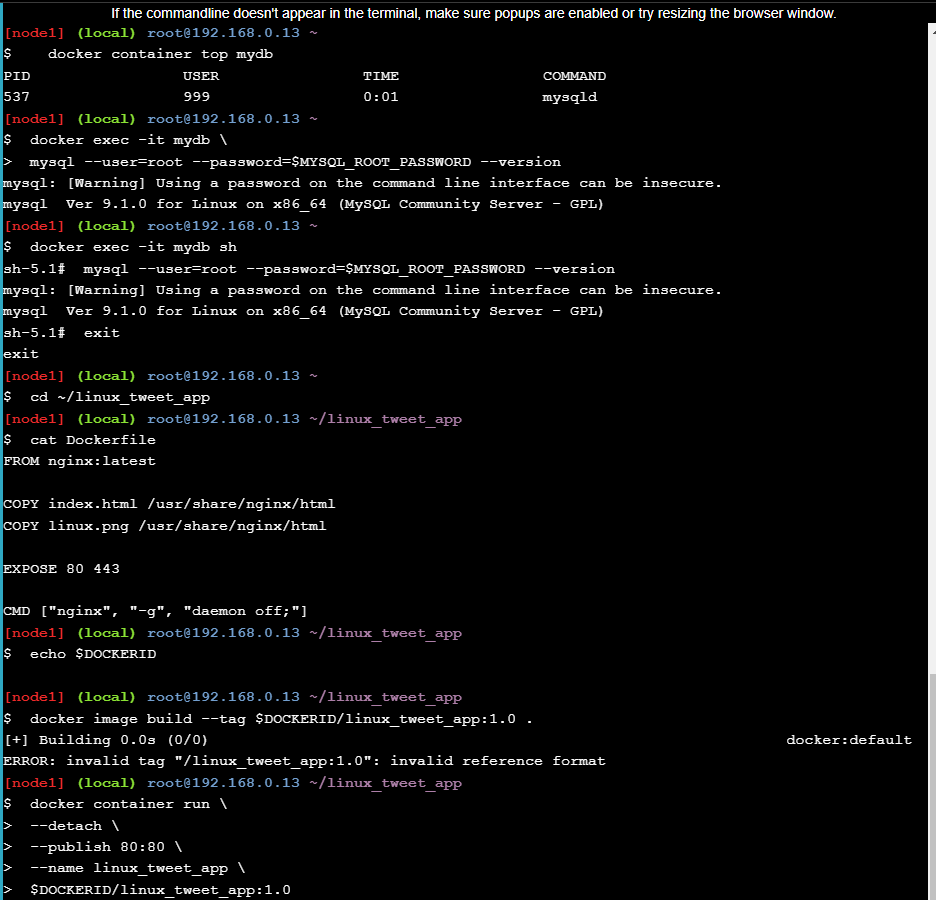 If the commandline doesn't appear in the terminal, make sure popups are enabled or try resizing the browser window.
[node1] (local) root@192.168.0.13 ~
$    docker container top mydb
PID                 USER                TIME                COMMAND
537                 999                 0:01                mysqld
[node1] (local) root@192.168.0.13 ~
$  docker exec -it mydb \
>  mysql --user=root --password=$MYSQL_ROOT_PASSWORD --version
mysql: [Warning] Using a password on the command line interface can be insecure.
mysql  Ver 9.1.0 for Linux on x86_64 (MySQL Community Server - GPL)
[node1] (local) root@192.168.0.13 ~
$  docker exec -it mydb sh
sh-5.1#  mysql --user=root --password=$MYSQL_ROOT_PASSWORD --version
mysql: [Warning] Using a password on the command line interface can be insecure.
mysql  Ver 9.1.0 for Linux on x86_64 (MySQL Community Server - GPL)
sh-5.1#  exit
exit
[node1] (local) root@192.168.0.13 ~
$  cd ~/linux_tweet_app
[node1] (local) root@192.168.0.13 ~/linux_tweet_app
$  cat Dockerfile
FROM nginx:latest
COPY index.html /usr/share/nginx/html
COPY linux.png /usr/share/nginx/html
EXPOSE 80 443
CMD ["nginx", "-g", "daemon off;"]
[node1] (local) root@192.168.0.13 ~/linux_tweet_app
$  echo $DOCKERID
[node1] (local) root@192.168.0.13 ~/linux_tweet_app
$  docker image build --tag $DOCKERID/linux_tweet_app:1.0 .
[+] Building 0.0s (0/0)                                        docker:default
ERROR: invalid tag "/linux_tweet_app:1.0": invalid reference format
[node1] (local) root@192.168.0.13 ~/linux_tweet_app
$  docker container run \
>  --detach \
>  --publish 80:80 \
>  --name linux_tweet_app \
>  $DOCKERID/linux_tweet_app:1.0